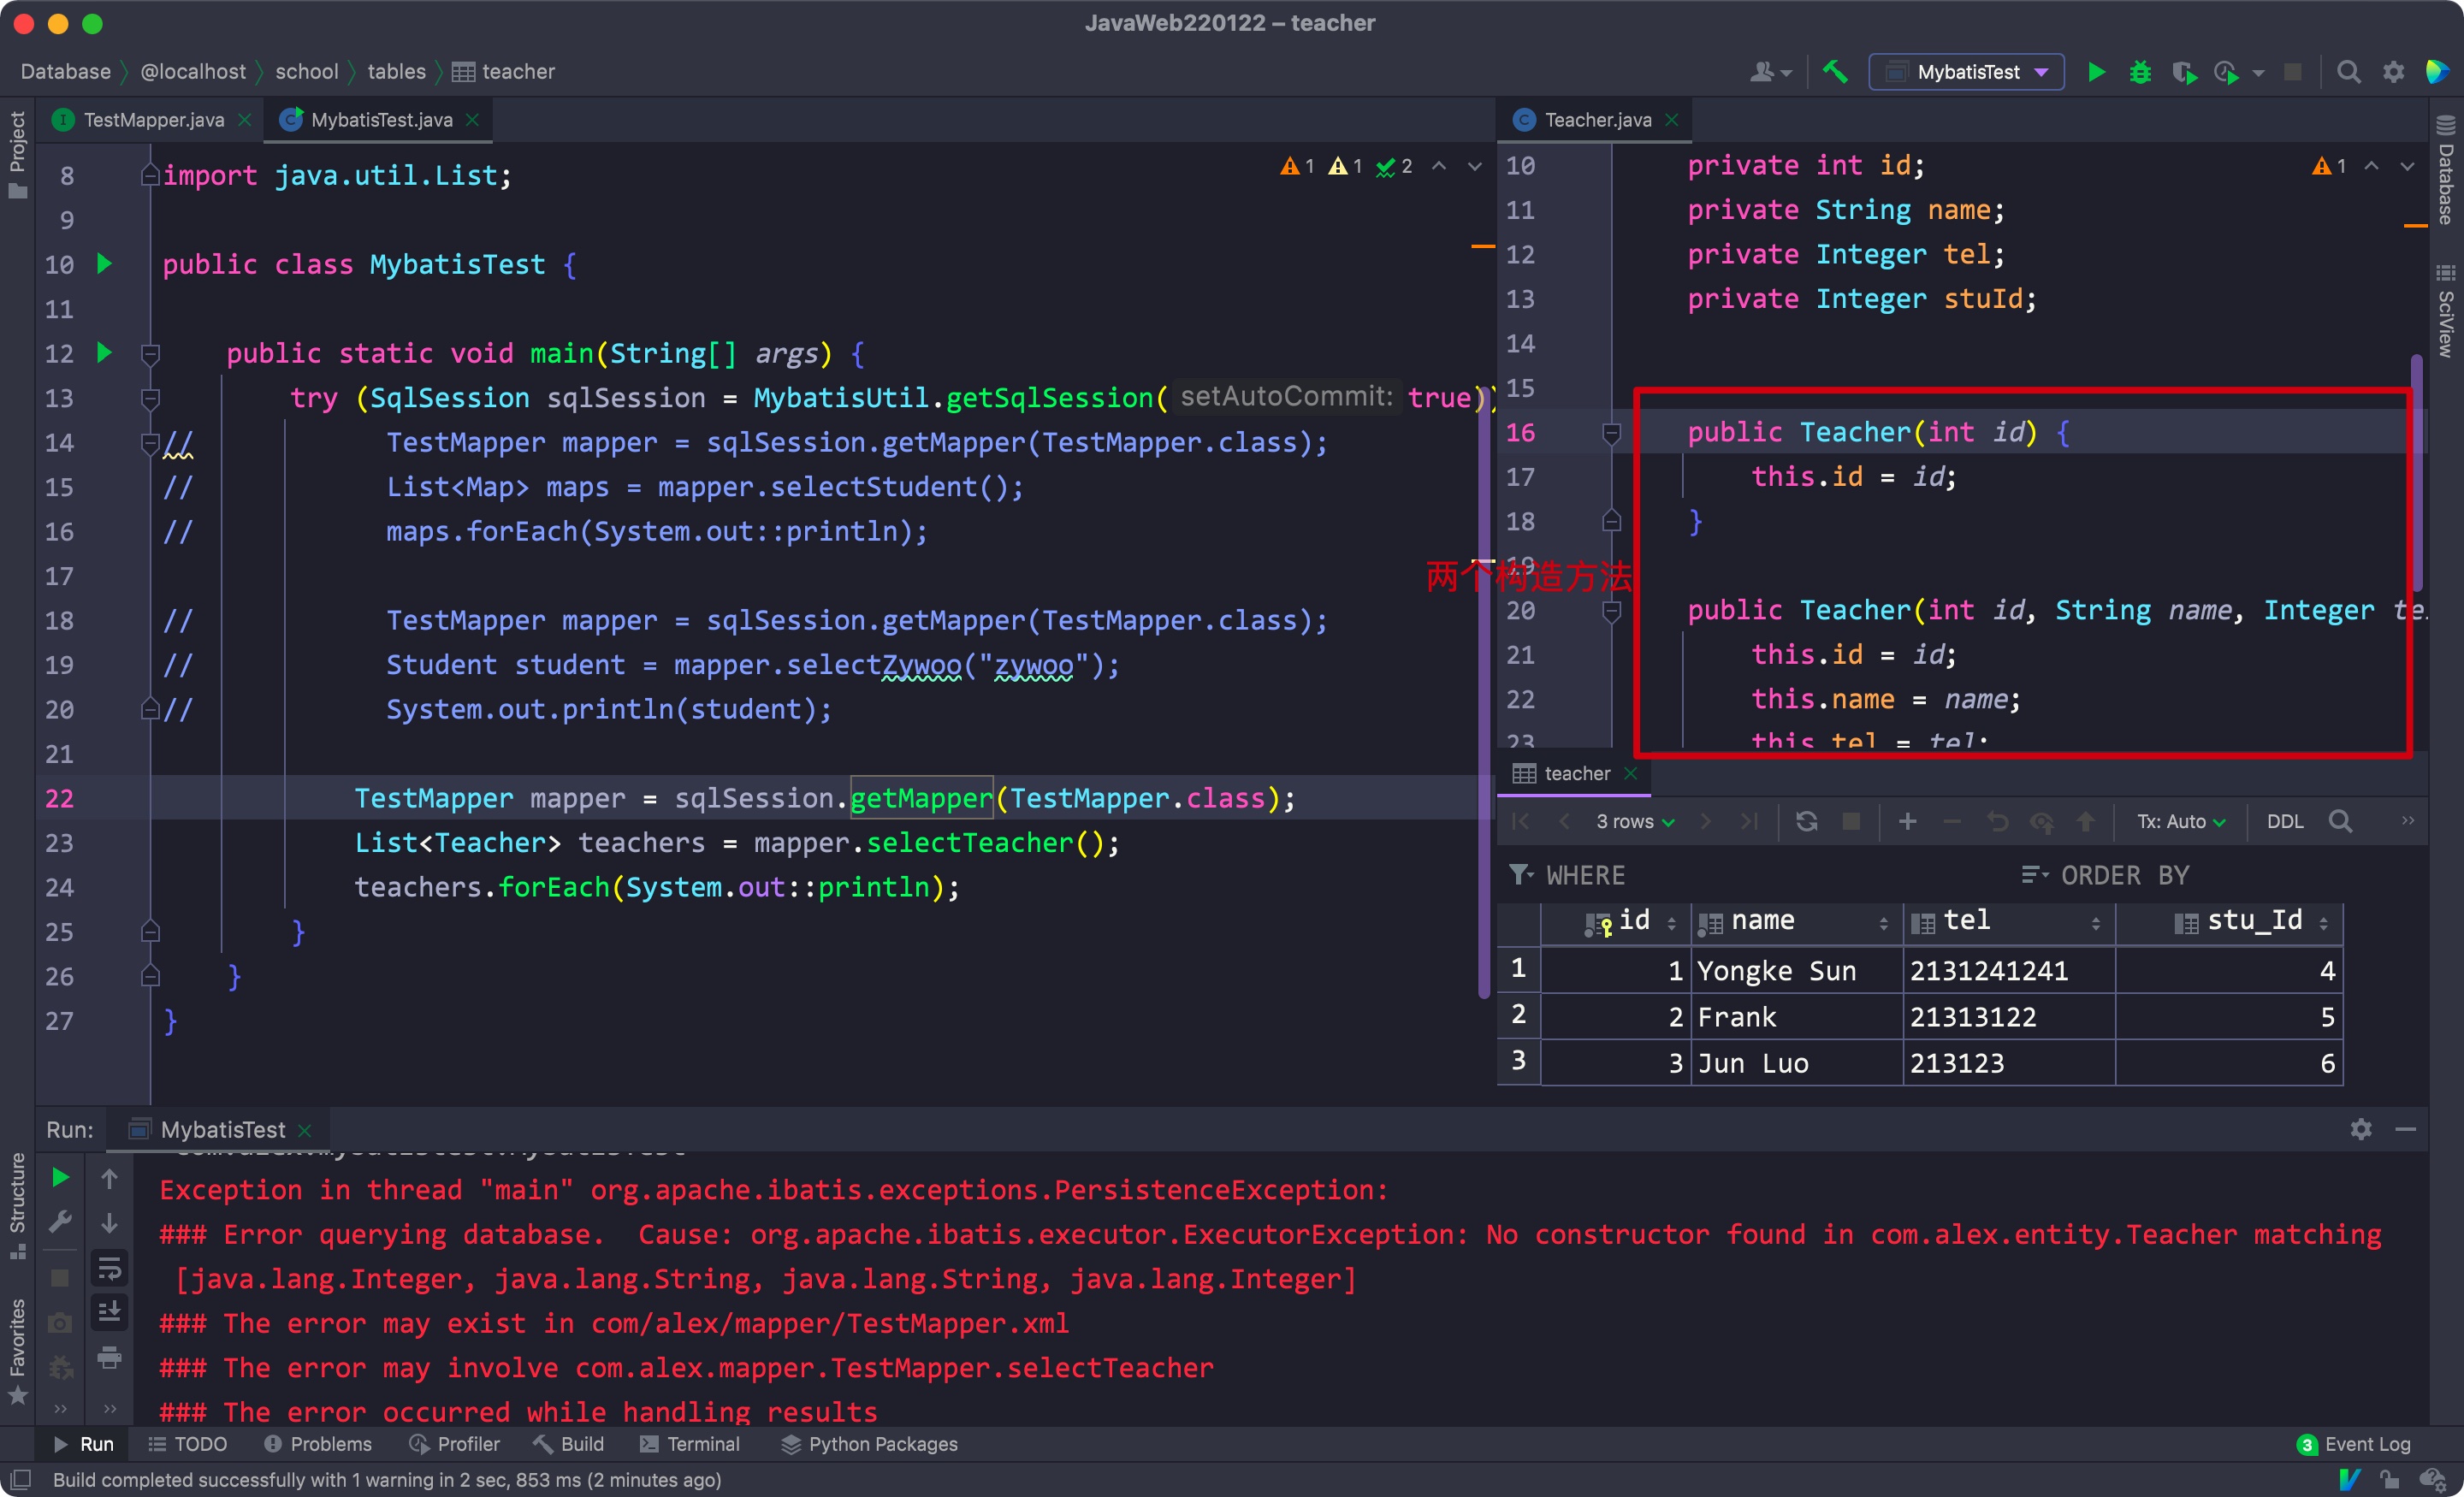 JavaWeb220122 – teacher
Database
@localhost
school
tables
teacher
MybatisTest
Project
TestMapper.java
MybatisTest.java
8 import java.util.List;
9
10 public class MybatisTest {
11
12 public static void main(String[] args) {
13 try (SqlSession sqlSession = MybatisUtil.getSqlSession( setAutoCommit: true))
14 // TestMapper mapper = sqlSession.getMapper(TestMapper.class);
15 // List<Map> maps = mapper.selectStudent();
16 // maps.forEach(System.out::println);
17
18 // TestMapper mapper = sqlSession.getMapper(TestMapper.class);
19 // Student student = mapper.selectZywoo("zywoo");
20 // System.out.println(student);
21
22 TestMapper mapper = sqlSession.getMapper(TestMapper.class);
23 List<Teacher> teachers = mapper.selectTeacher();
24 teachers.forEach(System.out::println);
25 }
26 }
27 }
1 1 2
Teacher.java
10 private int id;
11 private String name;
12 private Integer tel;
13 private Integer stuId;
14
15
16 public Teacher(int id) {
17 this.id = id;
18 }
19
20 public Teacher(int id, String name, Integer te
21 this.id = id;
22 this.name = name;
23 this.tel = tel;
1
两个构造方法
Database
SciView
teacher
3 rows
Tx: Auto
DDL
WHERE
ORDER BY
id name tel stu_Id
1 1 Yongke Sun 2131241241 4
2 2 Frank 21313122 5
3 3 Jun Luo 213123 6
Run:
MybatisTest
com.alex.mybatistest.MybatisTest
Exception in thread "main" org.apache.ibatis.exceptions.PersistenceException:
### Error querying database.  Cause: org.apache.ibatis.executor.ExecutorException: No constructor found in com.alex.entity.Teacher matching
[java.lang.Integer, java.lang.String, java.lang.String, java.lang.Integer]
### The error may exist in com/alex/mapper/TestMapper.xml
### The error may involve com.alex.mapper.TestMapper.selectTeacher
### The error occurred while handling results
Structure
Favorites
Run
TODO
Problems
Profiler
Build
Terminal
Python Packages
3 Event Log
Build completed successfully with 1 warning in 2 sec, 853 ms (2 minutes ago)